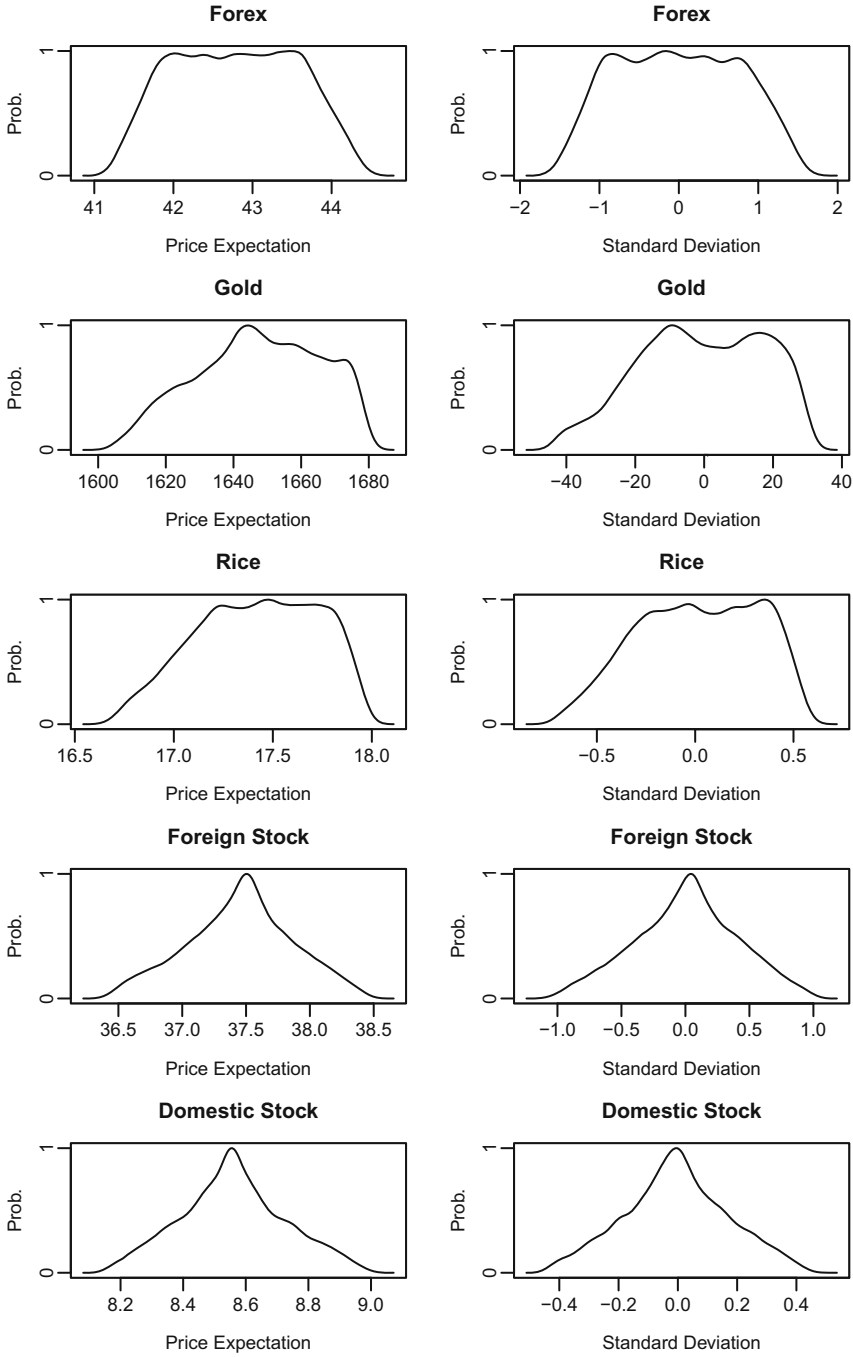 Forex
Forex
Prob.
1
0
41 42 43 44
Price Expectation
Prob.
1
0
−2 −1 0 1 2
Standard Deviation
Gold
Gold
Prob.
1
0
1600 1620 1640 1660 1680
Price Expectation
Prob.
1
0
−40 −20 0 20 40
Standard Deviation
Rice
Rice
Prob.
1
0
16.5 17.0 17.5 18.0
Price Expectation
Prob.
1
0
−0.5 0.0 0.5
Standard Deviation
Foreign Stock
Foreign Stock
Prob.
1
0
36.5 37.0 37.5 38.0 38.5
Price Expectation
Prob.
1
0
−1.0 −0.5 0.0 0.5 1.0
Standard Deviation
Domestic Stock
Domestic Stock
Prob.
1
0
8.2 8.4 8.6 8.8 9.0
Price Expectation
Prob.
1
0
−0.4 −0.2 0.0 0.2 0.4
Standard Deviation